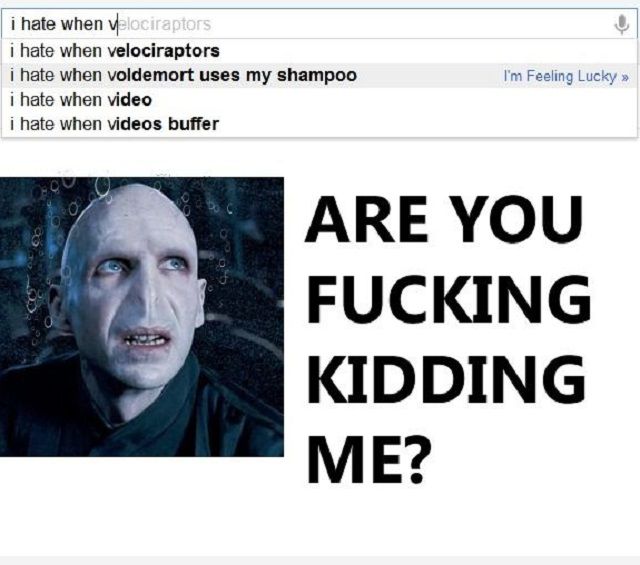 i hate when velociraptors
i hate when velociraptors
i hate when voldemort uses my shampoo I'm Feeling Lucky »
i hate when video
i hate when videos buffer
ARE YOU
FUCKING
KIDDING
ME?